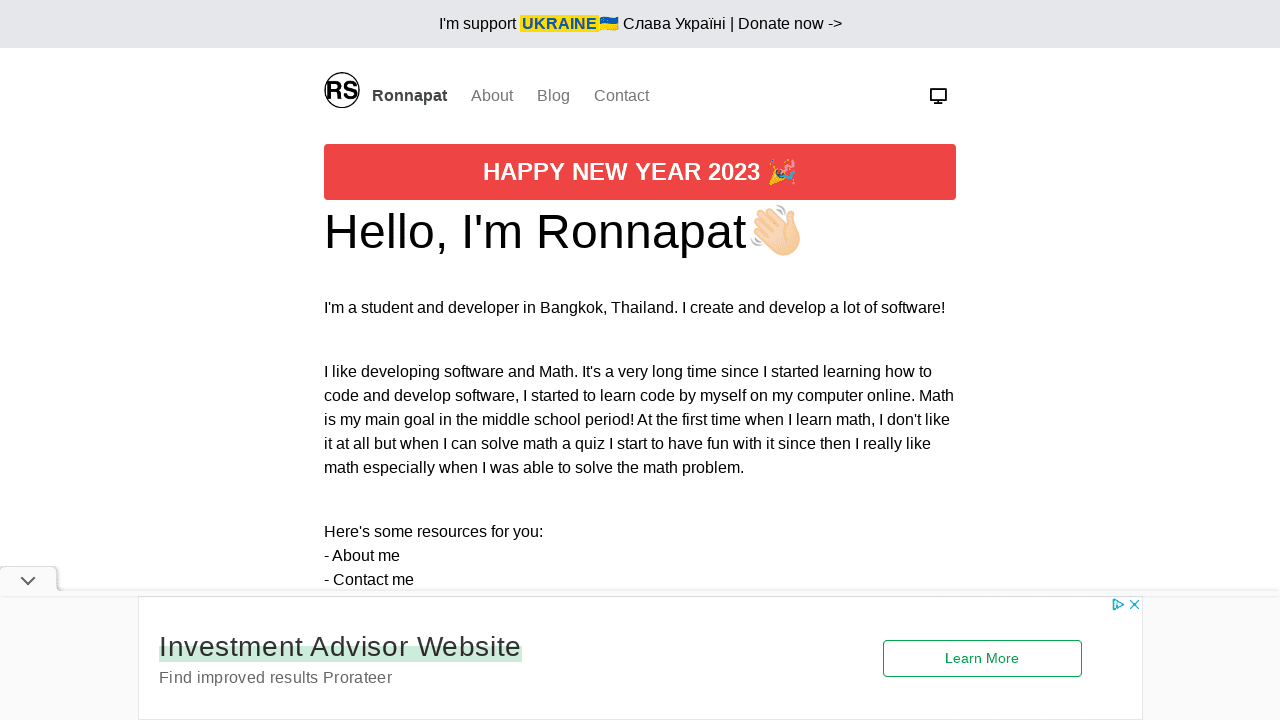 I'm support UKRAINE🇺🇦 Слава Україні | Donate now ->
RS Ronnapat About Blog Contact
HAPPY NEW YEAR 2023 🎉
Hello, I'm Ronnapat👋🏻
I'm a student and developer in Bangkok, Thailand. I create and develop a lot of software!
I like developing software and Math. It's a very long time since I started learning how to
code and develop software, I started to learn code by myself on my computer online. Math
is my main goal in the middle school period! At the first time when I learn math, I don't like
it at all but when I can solve math a quiz I start to have fun with it since then I really like
math especially when I was able to solve the math problem.
Here's some resources for you:
- About me
- Contact me
Investment Advisor Website
Find improved results Prorateer
Learn More